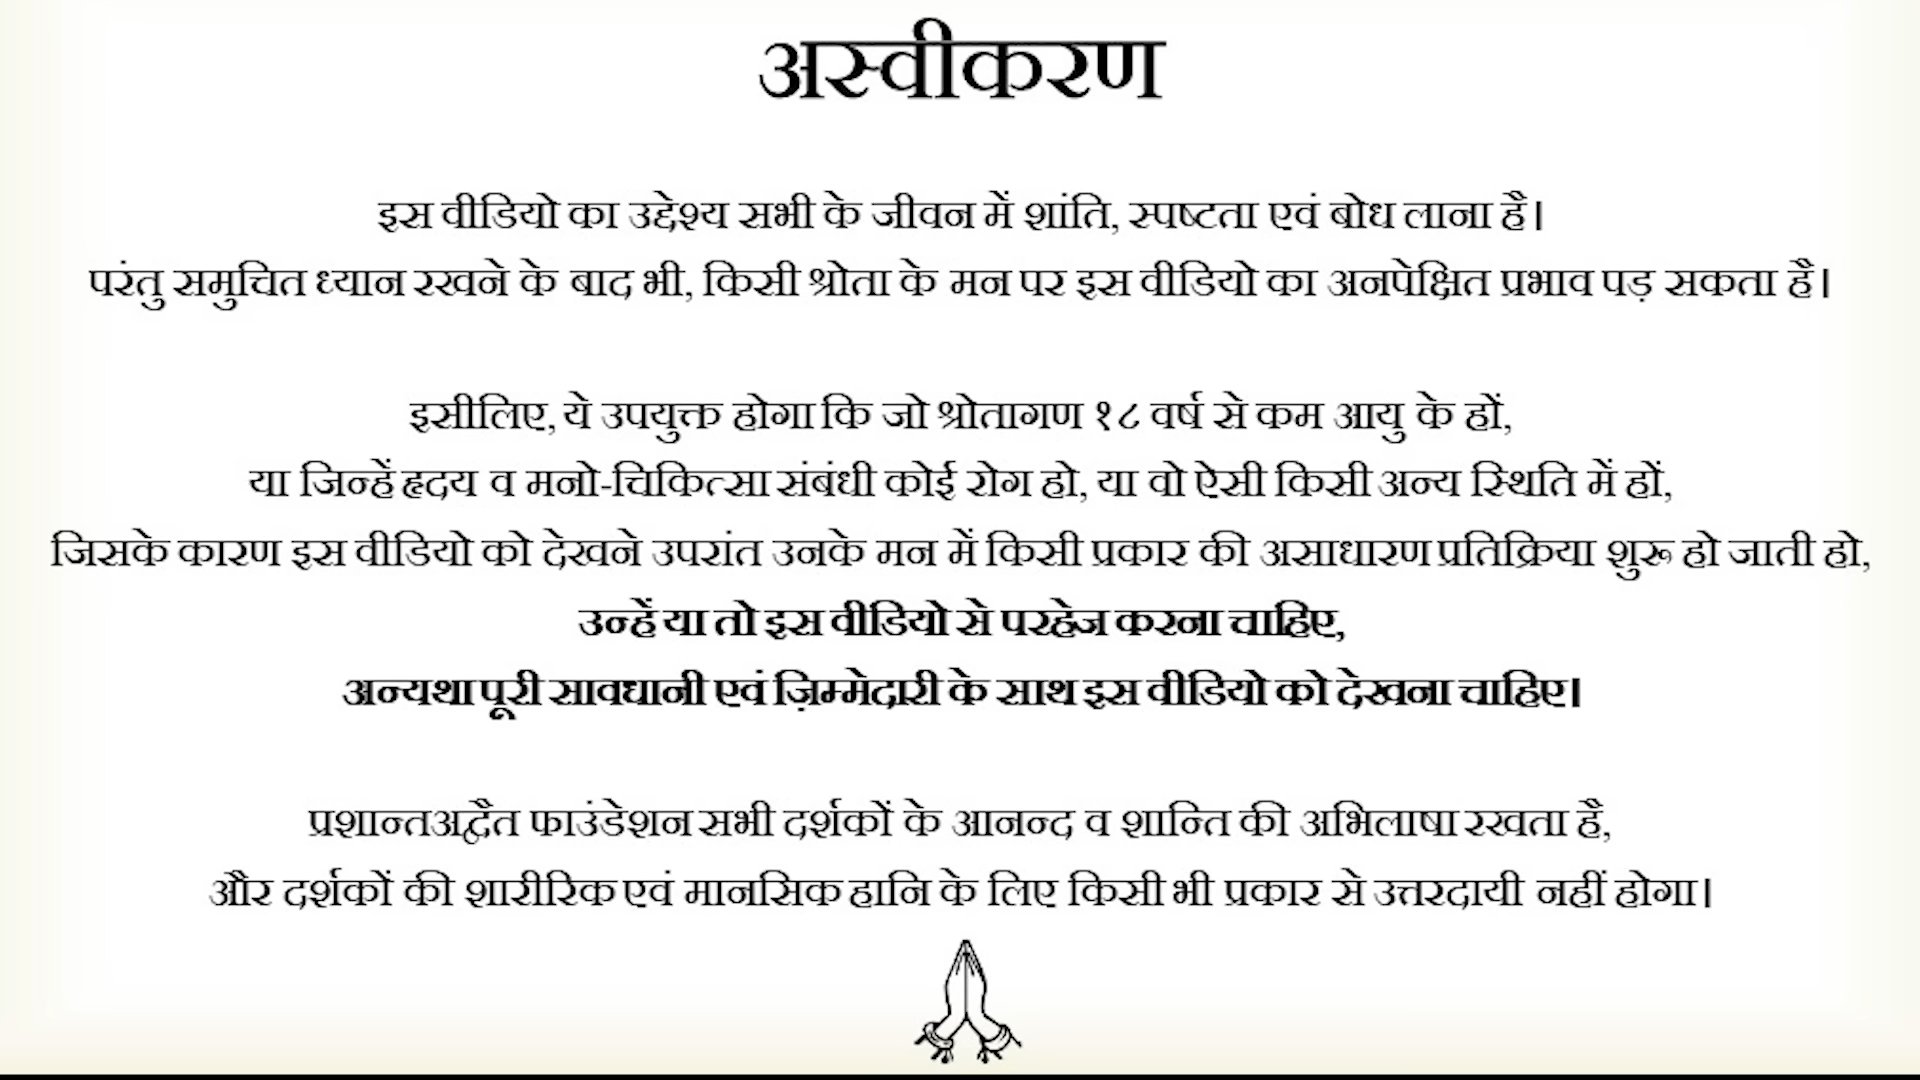 अस्वीकरण
इस वीडियो का उद्देश्य सभी के जीवन में शांति, स्पष्टता एवं बोध लाना है।
परंतु समुचित ध्यान रखने के बाद भी, किसी श्रोता के मन पर इस वीडियो का अनपेक्षित प्रभाव पड़ सकता है।
इसीलिए, ये उपयुक्त होगा कि जो श्रोतागण १८ वर्ष से कम आयु के हों,
या जिन्हें हृदय व मनो-चिकित्सा संबंधी कोई रोग हो, या वो ऐसी किसी अन्य स्थिति में हों,
जिसके कारण इस वीडियो को देखने उपरांत उनके मन में किसी प्रकार की असाधारण प्रतिक्रिया शुरू हो जाती हो,
उन्हें या तो इस वीडियो से परहेज करना चाहिए,
अन्यथा पूरी सावधानी एवं ज़िम्मेदारी के साथ इस वीडियो को देखना चाहिए।
प्रशान्तअद्वैत फाउंडेशन सभी दर्शकों के आनन्द व शान्ति की अभिलाषा रखता है,
और दर्शकों की शारीरिक एवं मानसिक हानि के लिए किसी भी प्रकार से उत्तरदायी नहीं होगा।